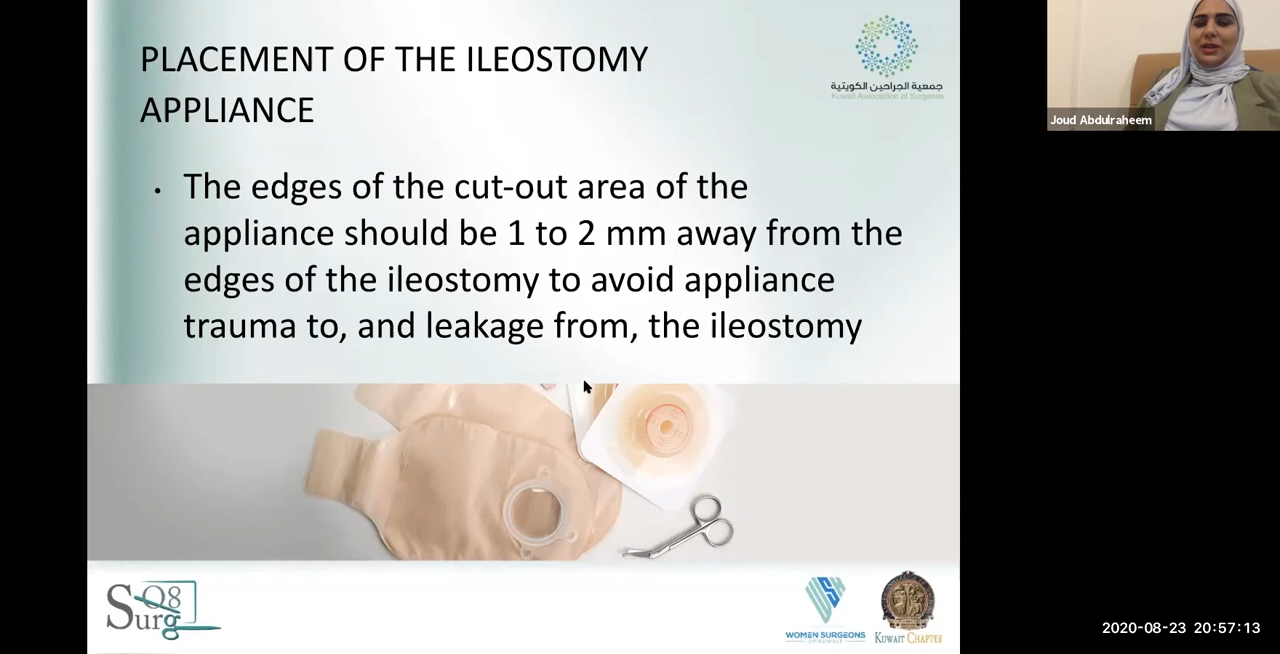 PLACEMENT OF THE ILEOSTOMY
APPLIANCE
جمعية الجراحين الكويتية
Kuwait Association of Surgeons
Joud Abdulraheem
• The edges of the cut-out area of the
appliance should be 1 to 2 mm away from the
edges of the ileostomy to avoid appliance
trauma to, and leakage from, the ileostomy
Q8
Surg
WOMEN SURGEONS
OF KUWAIT
KUWAIT CHAPTER
2020-08-23 20:57:13